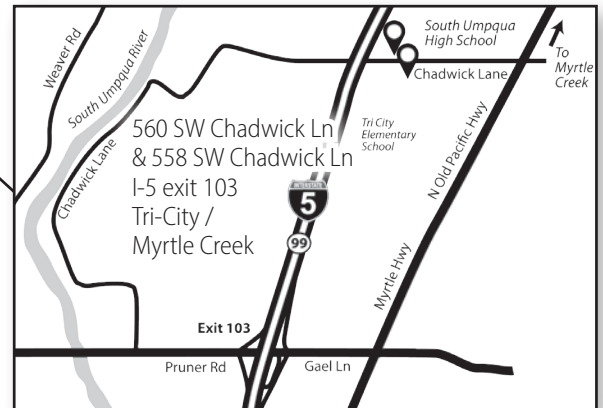 Weaver Rd
South Umpqua River
South Umpqua
High School
To
Myrtle
Creek
Chadwick Lane
Chadwick Lane
560 SW Chadwick Ln
& 558 SW Chadwick Ln
I-5 exit 103
Tri-City /
Myrtle Creek
Tri City
Elementary
School
N Old Pacific Hwy
INTERSTATE
5
99
Myrtle Hwy
Exit 103
Pruner Rd
Gael Ln